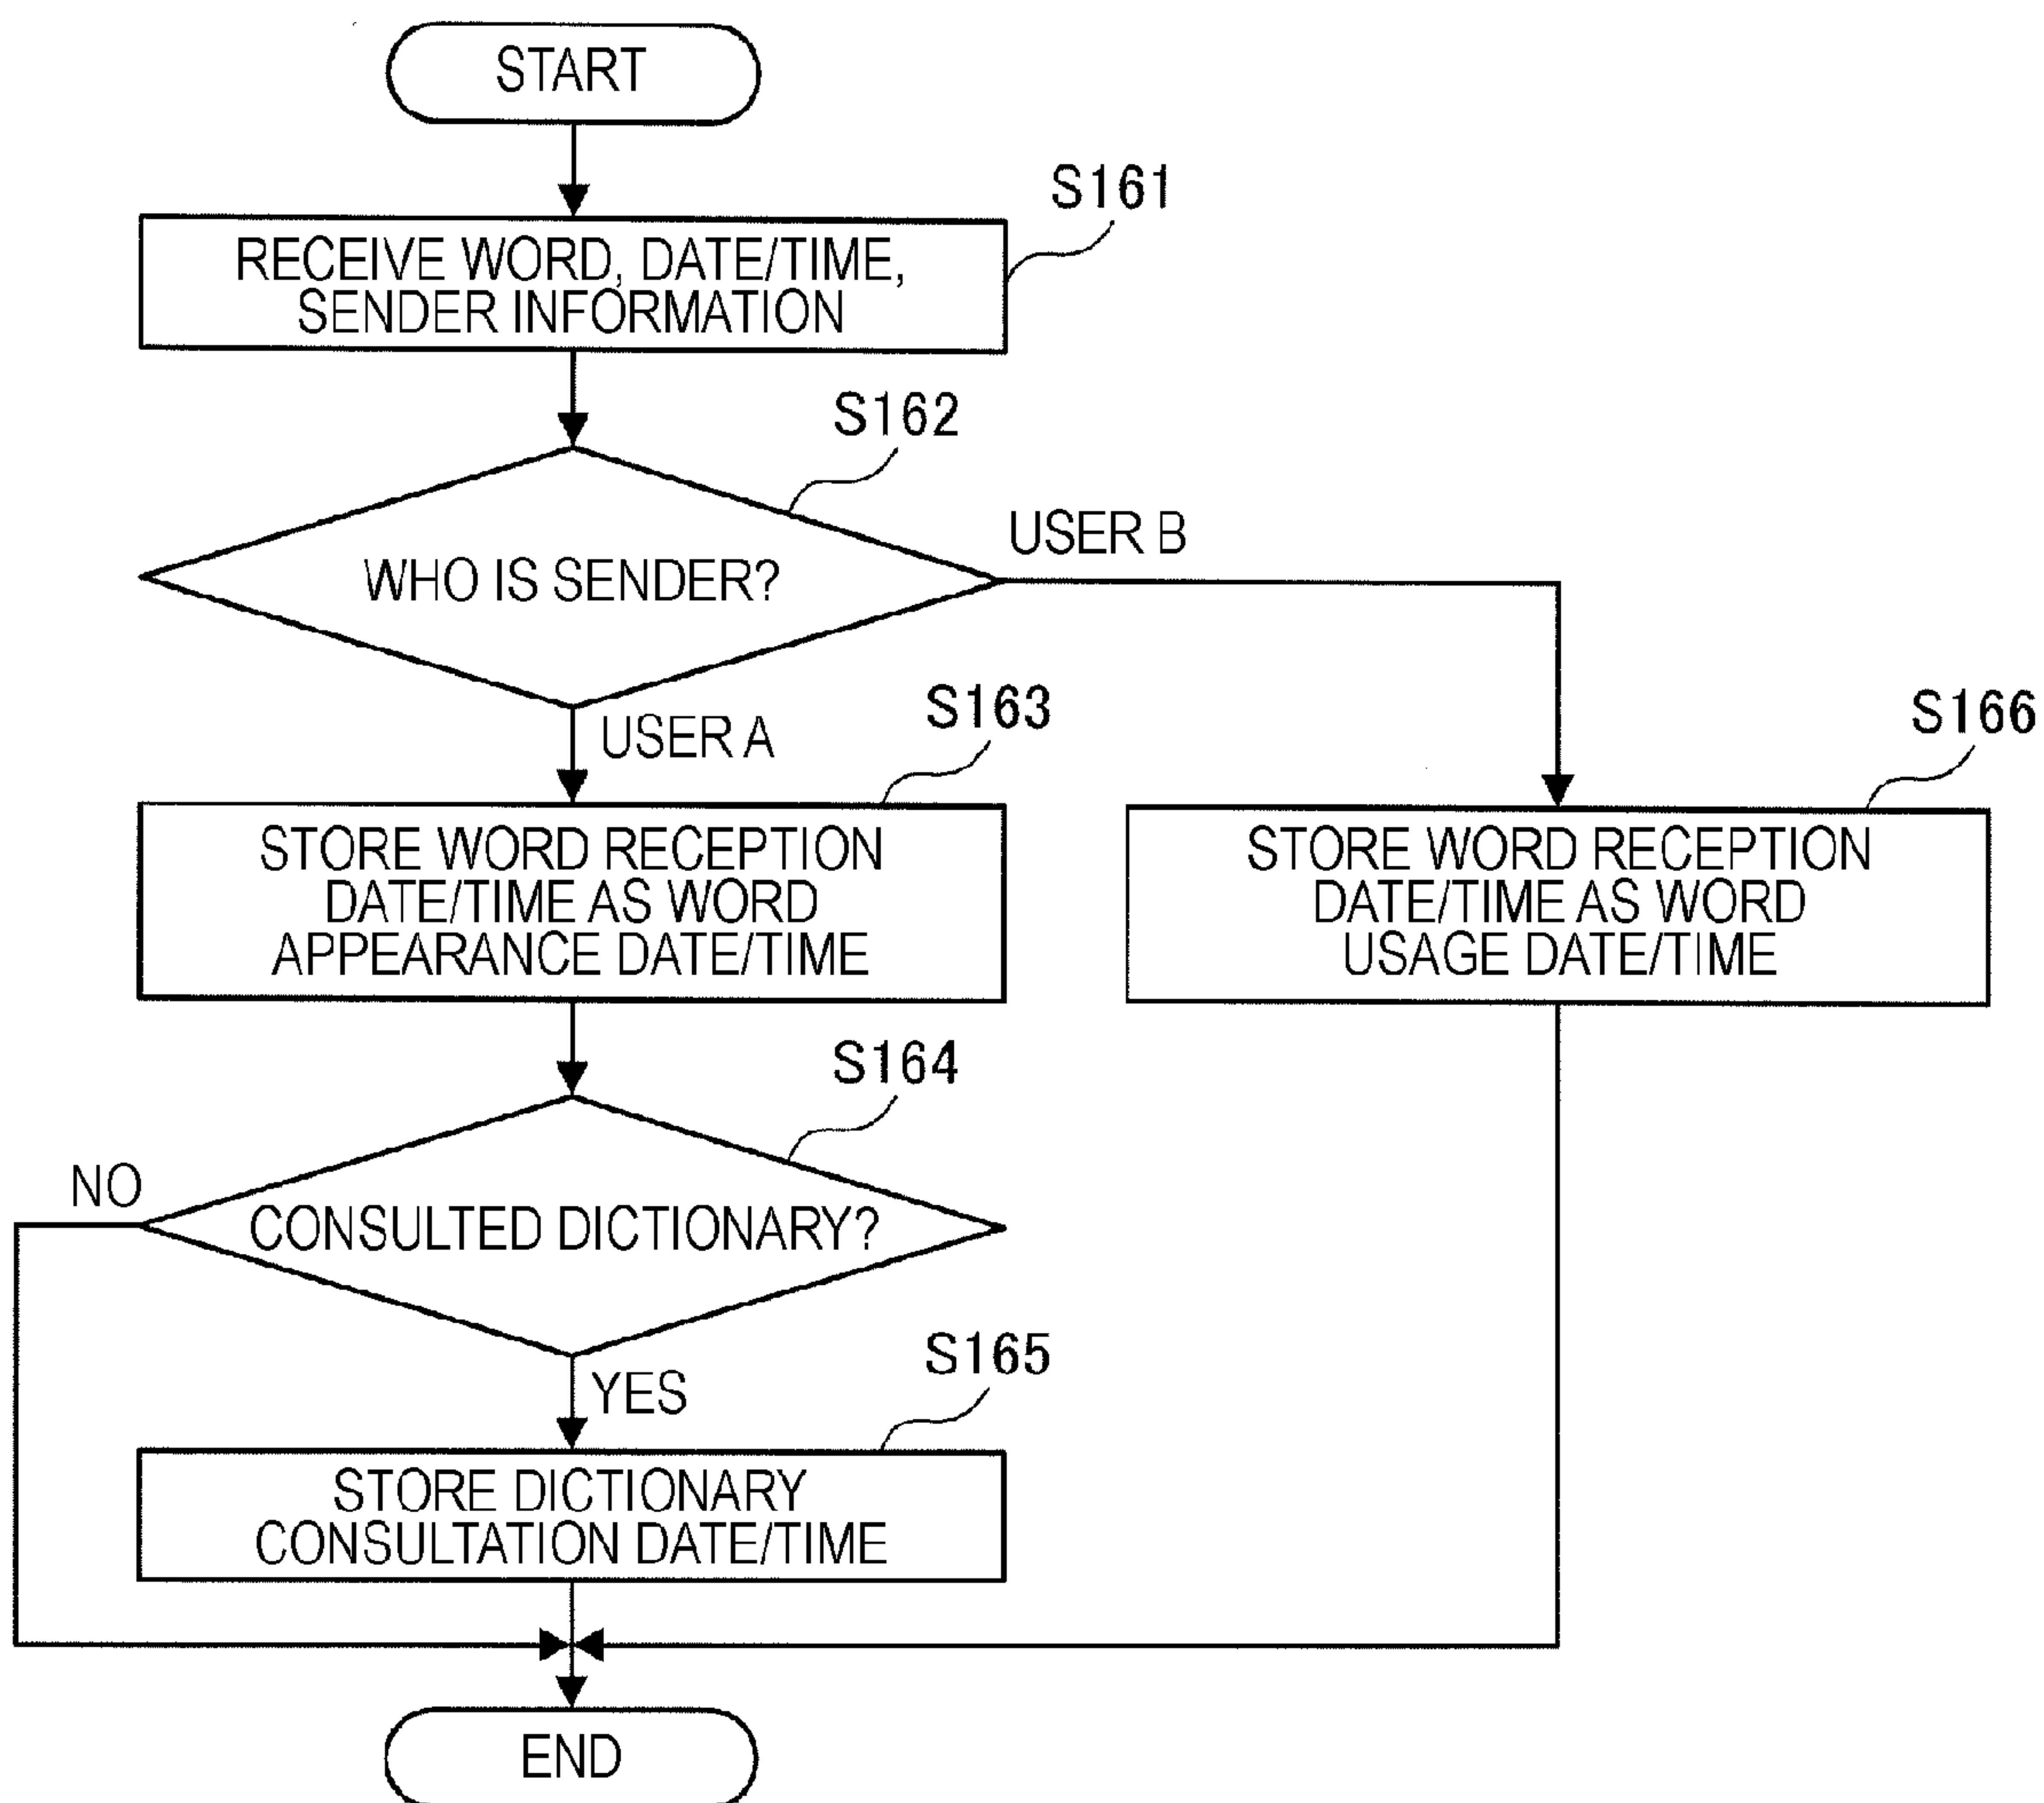 START
S161
RECEIVE WORD, DATE/TIME,
SENDER INFORMATION
S162
WHO IS SENDER?
USER B
USER A
S163
STORE WORD RECEPTION
DATE/TIME AS WORD
APPEARANCE DATE/TIME
S166
STORE WORD RECEPTION
DATE/TIME AS WORD
USAGE DATE/TIME
S164
NO
CONSULTED DICTIONARY?
YES
S165
STORE DICTIONARY
CONSULTATION DATE/TIME
END